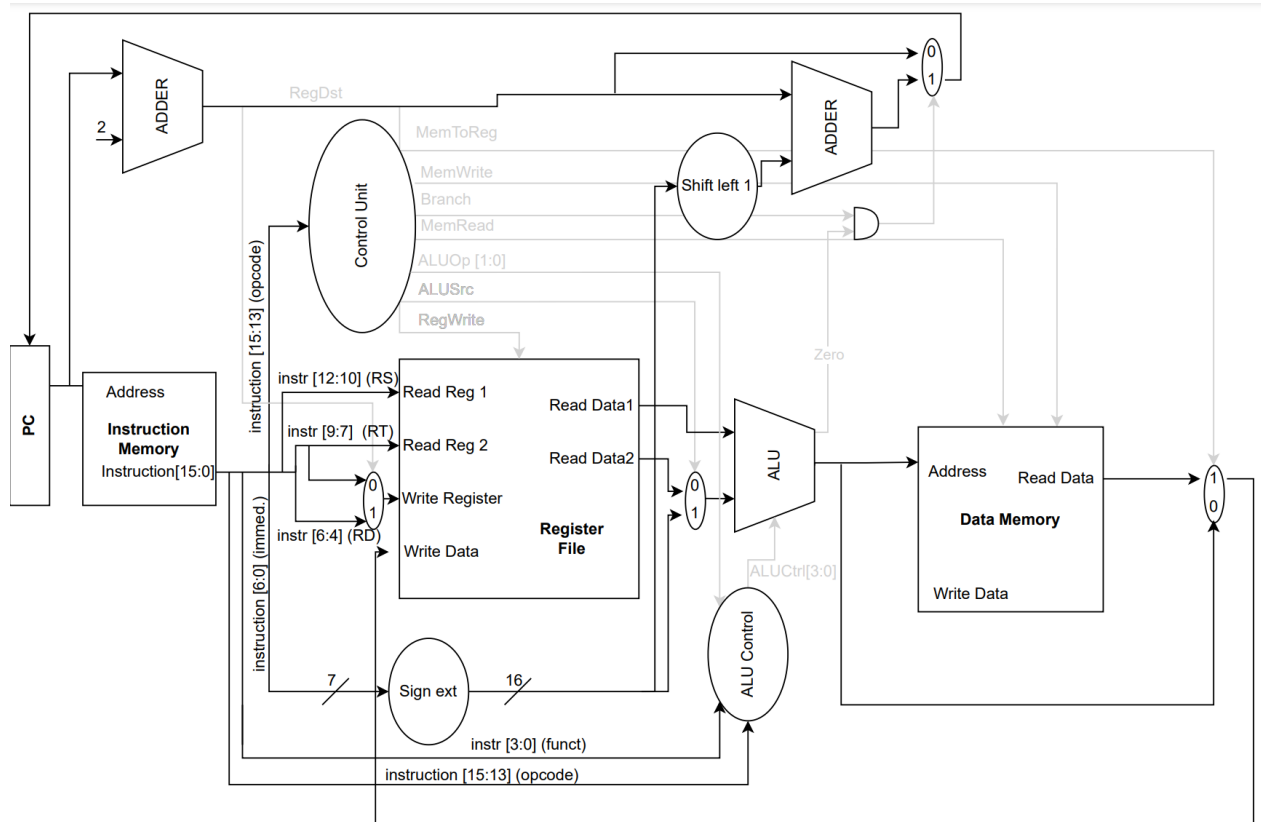 ADDER
2
RegDst
0
1
ADDER
MemToReg
MemWrite
Branch
MemRead
ALUOp [1:0]
ALUSrc
RegWrite
Control Unit
Shift left 1
instruction [15:13] (opcode)
Zero
PC
Address
Instruction
Memory
Instruction[15:0]
instr [12:10] (RS)
instr [9:7] (RT)
0
1
instr [6:4] (RD)
Read Reg 1
Read Reg 2
Write Register
Write Data
Read Data1
Read Data2
Register
File
0
1
ALU
ALUCtrl[3:0]
Address
Read Data
Data Memory
Write Data
1
0
instruction [6:0] (immed.)
7
Sign ext
16
ALU Control
instr [3:0] (funct)
instruction [15:13] (opcode)